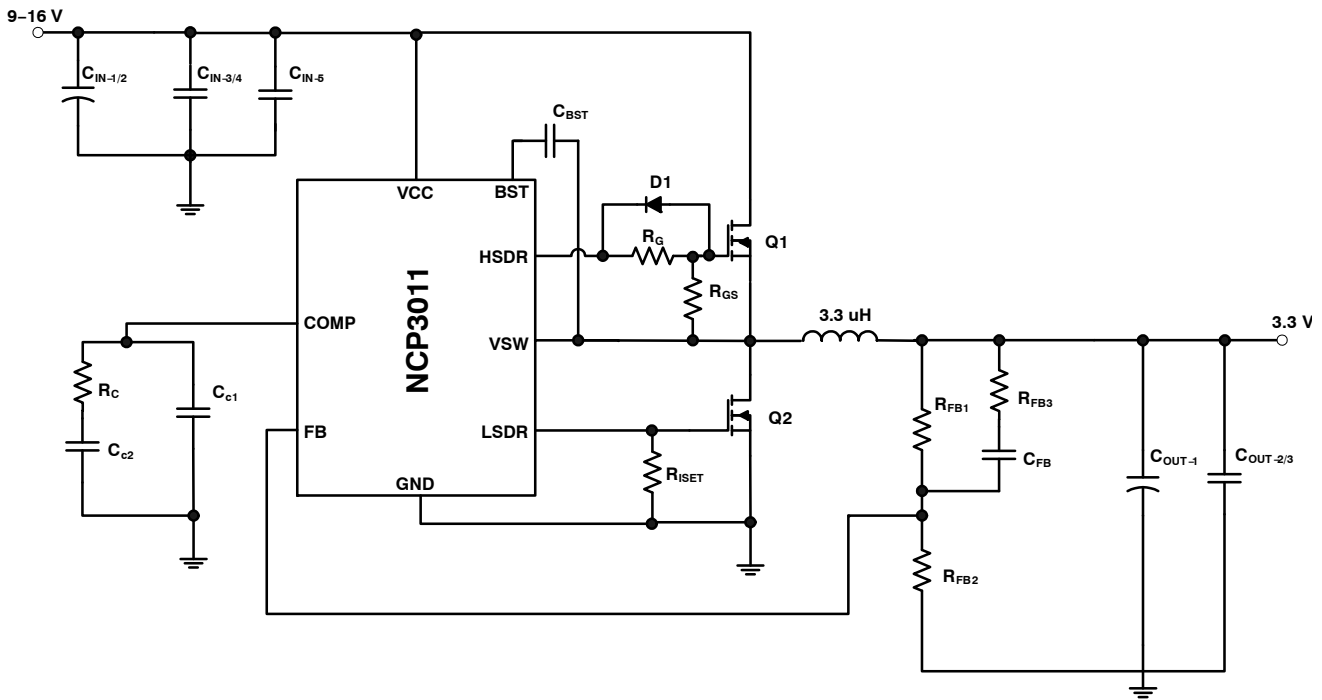 9–16 V
C_IN–1/2
C_IN–3/4
C_IN–5
C_BST
VCC
BST
D1
R_G
Q1
HSDR
R_GS
NCP3011
COMP
VSW
3.3 uH
3.3 V
R_C
C_c1
C_c2
FB
LSDR
Q2
R_ISET
GND
R_FB1
R_FB3
C_FB
C_OUT–1
C_OUT–2/3
R_FB2